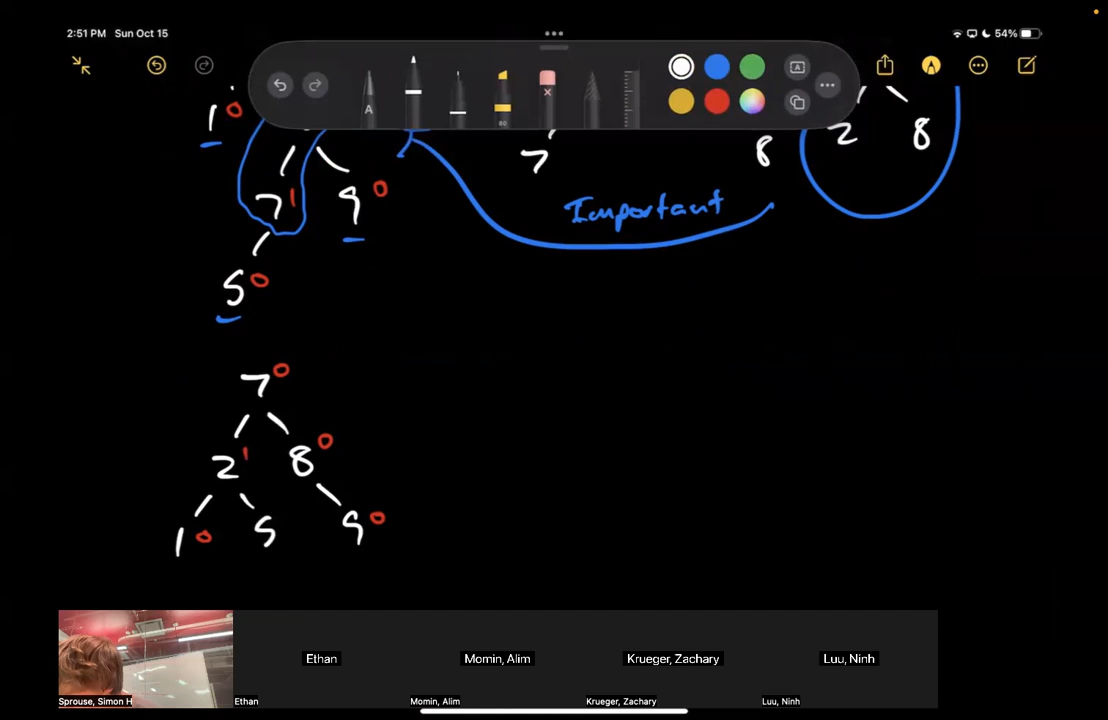 2:51 PM Sun Oct 15
54%
A
80
A
1 0
2 8
7 1 9 0
7
8
Important
5 0
7 0
2 1 8 0
1 0 5 9 0
Ethan
Momin, Alim
Krueger, Zachary
Luu, Ninh
Sprouse, Simon H
Ethan
Momin, Alim
Krueger, Zachary
Luu, Ninh